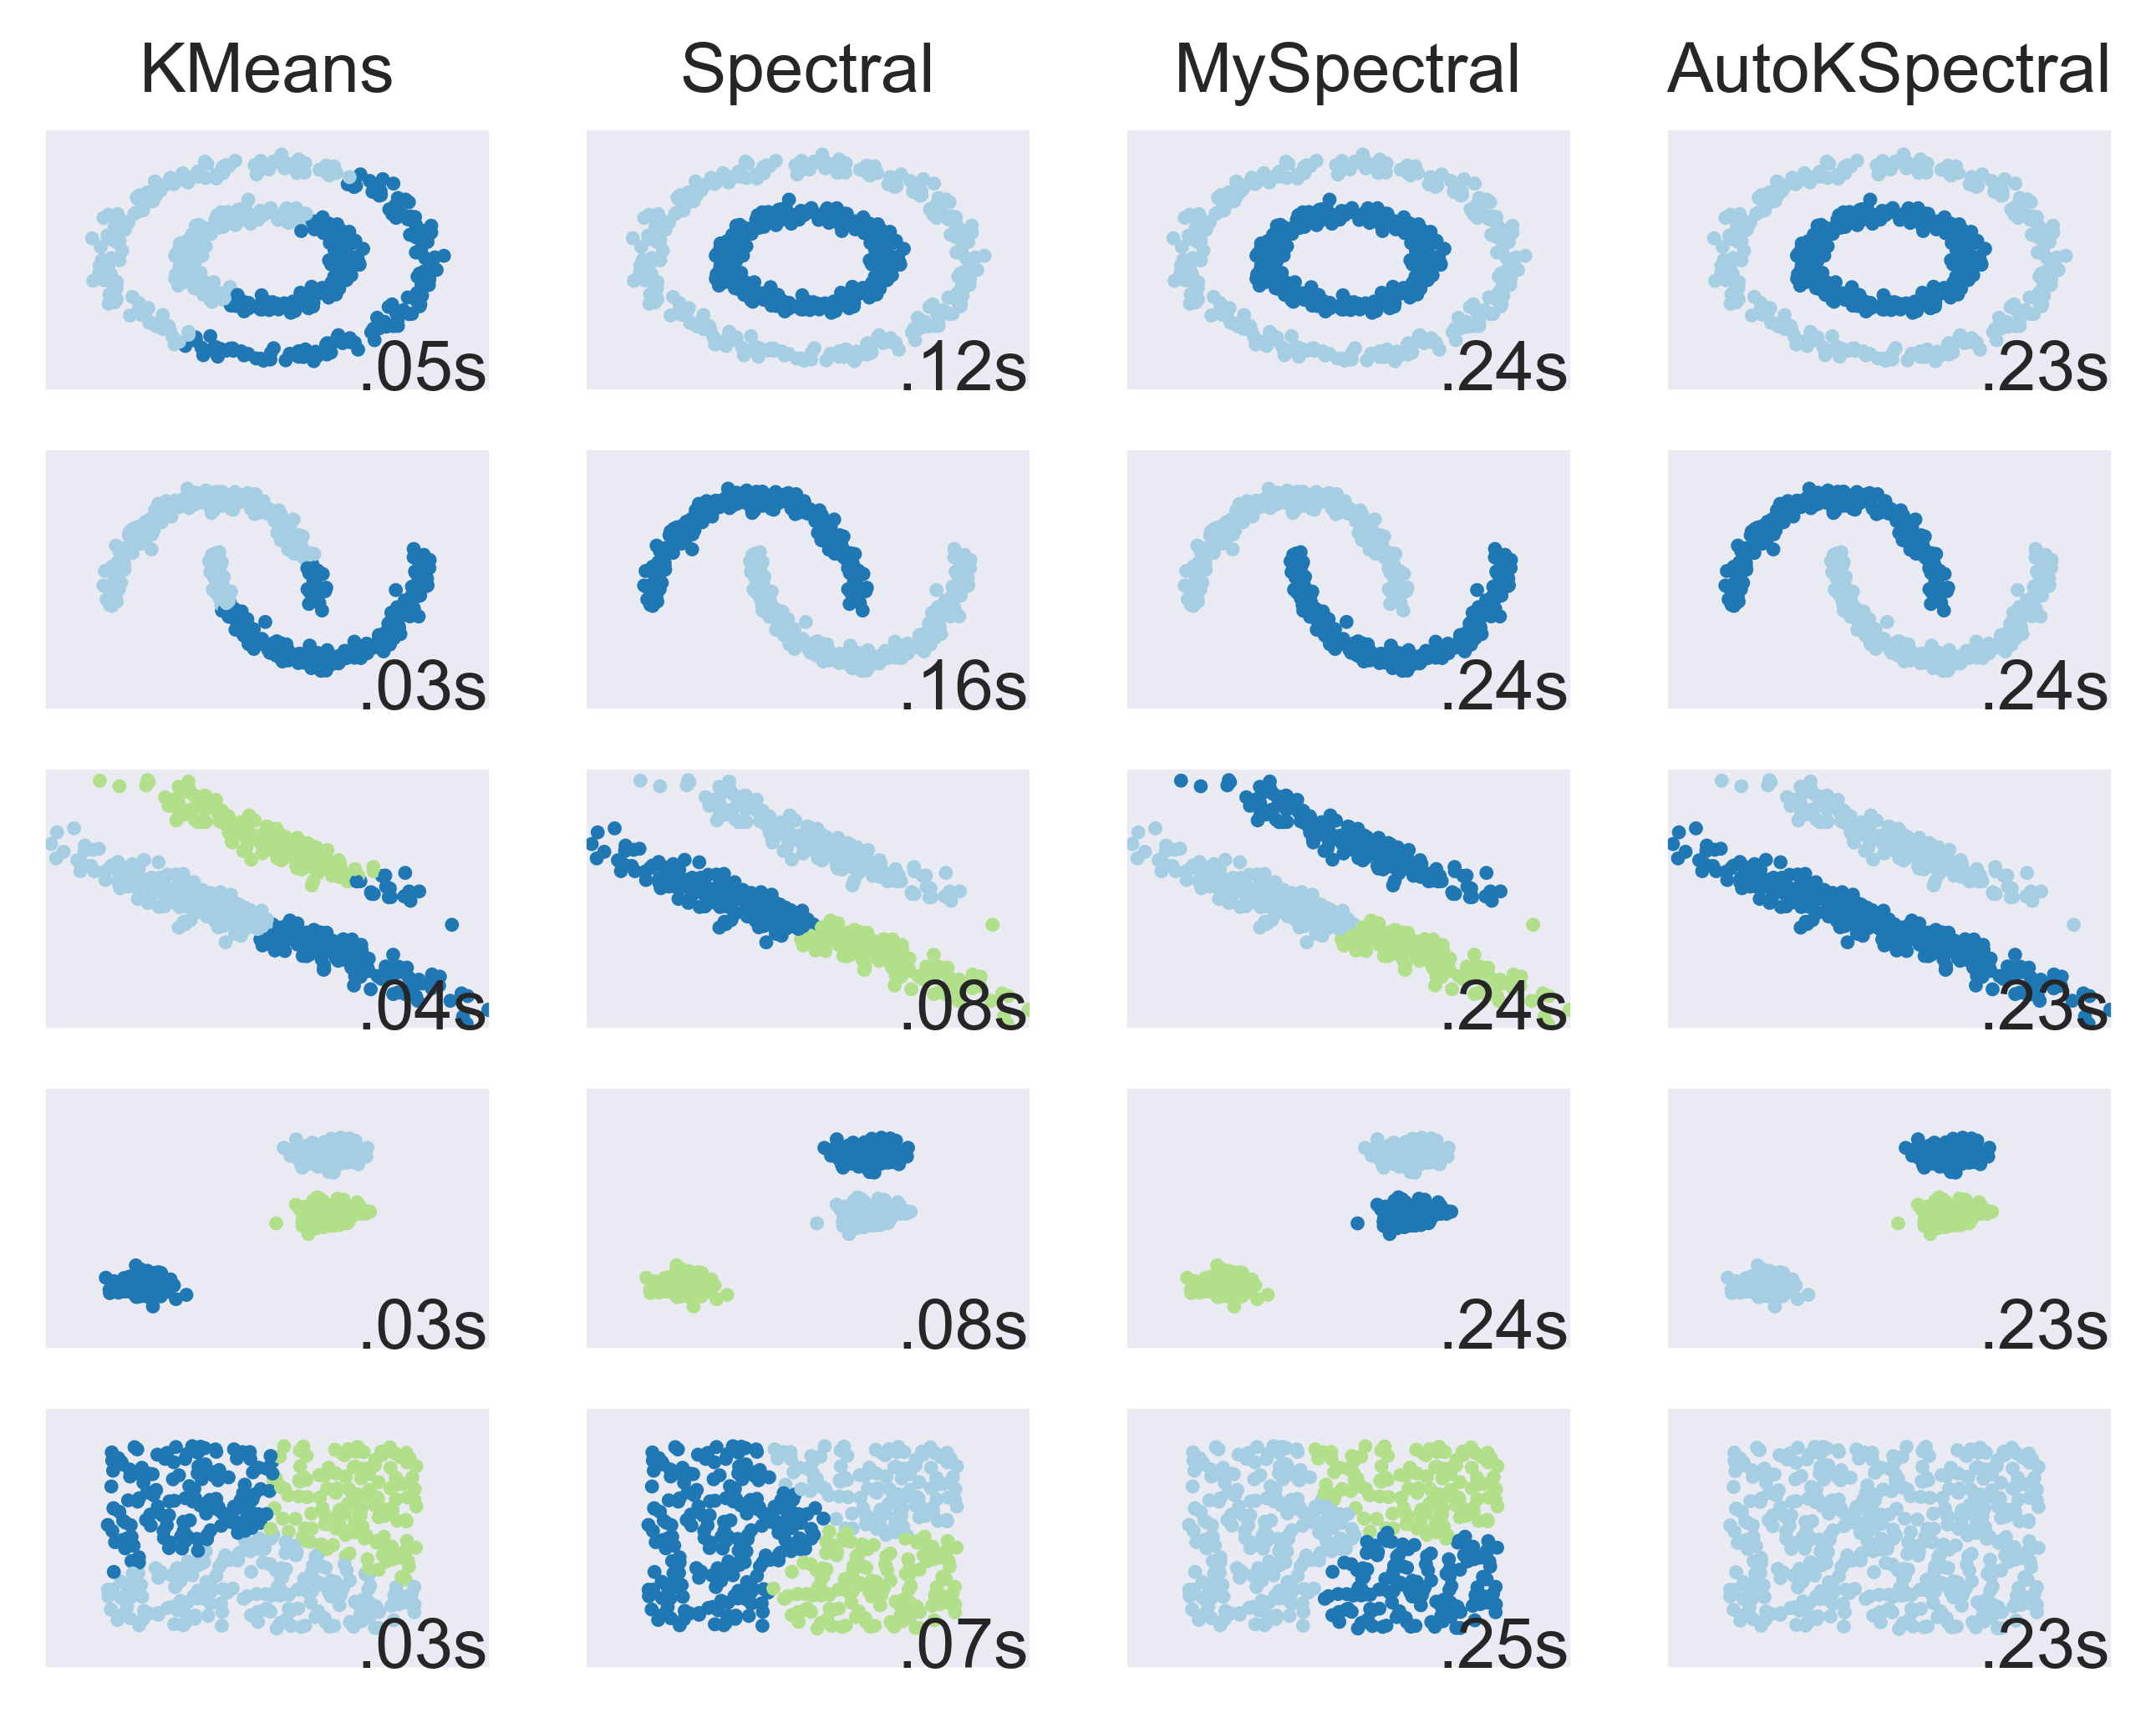 KMeans Spectral MySpectral AutoKSpectral
.05s .12s .24s .23s
.03s .16s .24s .24s
.04s .08s .24s .23s
.03s .08s .24s .23s
.03s .07s .25s .23s